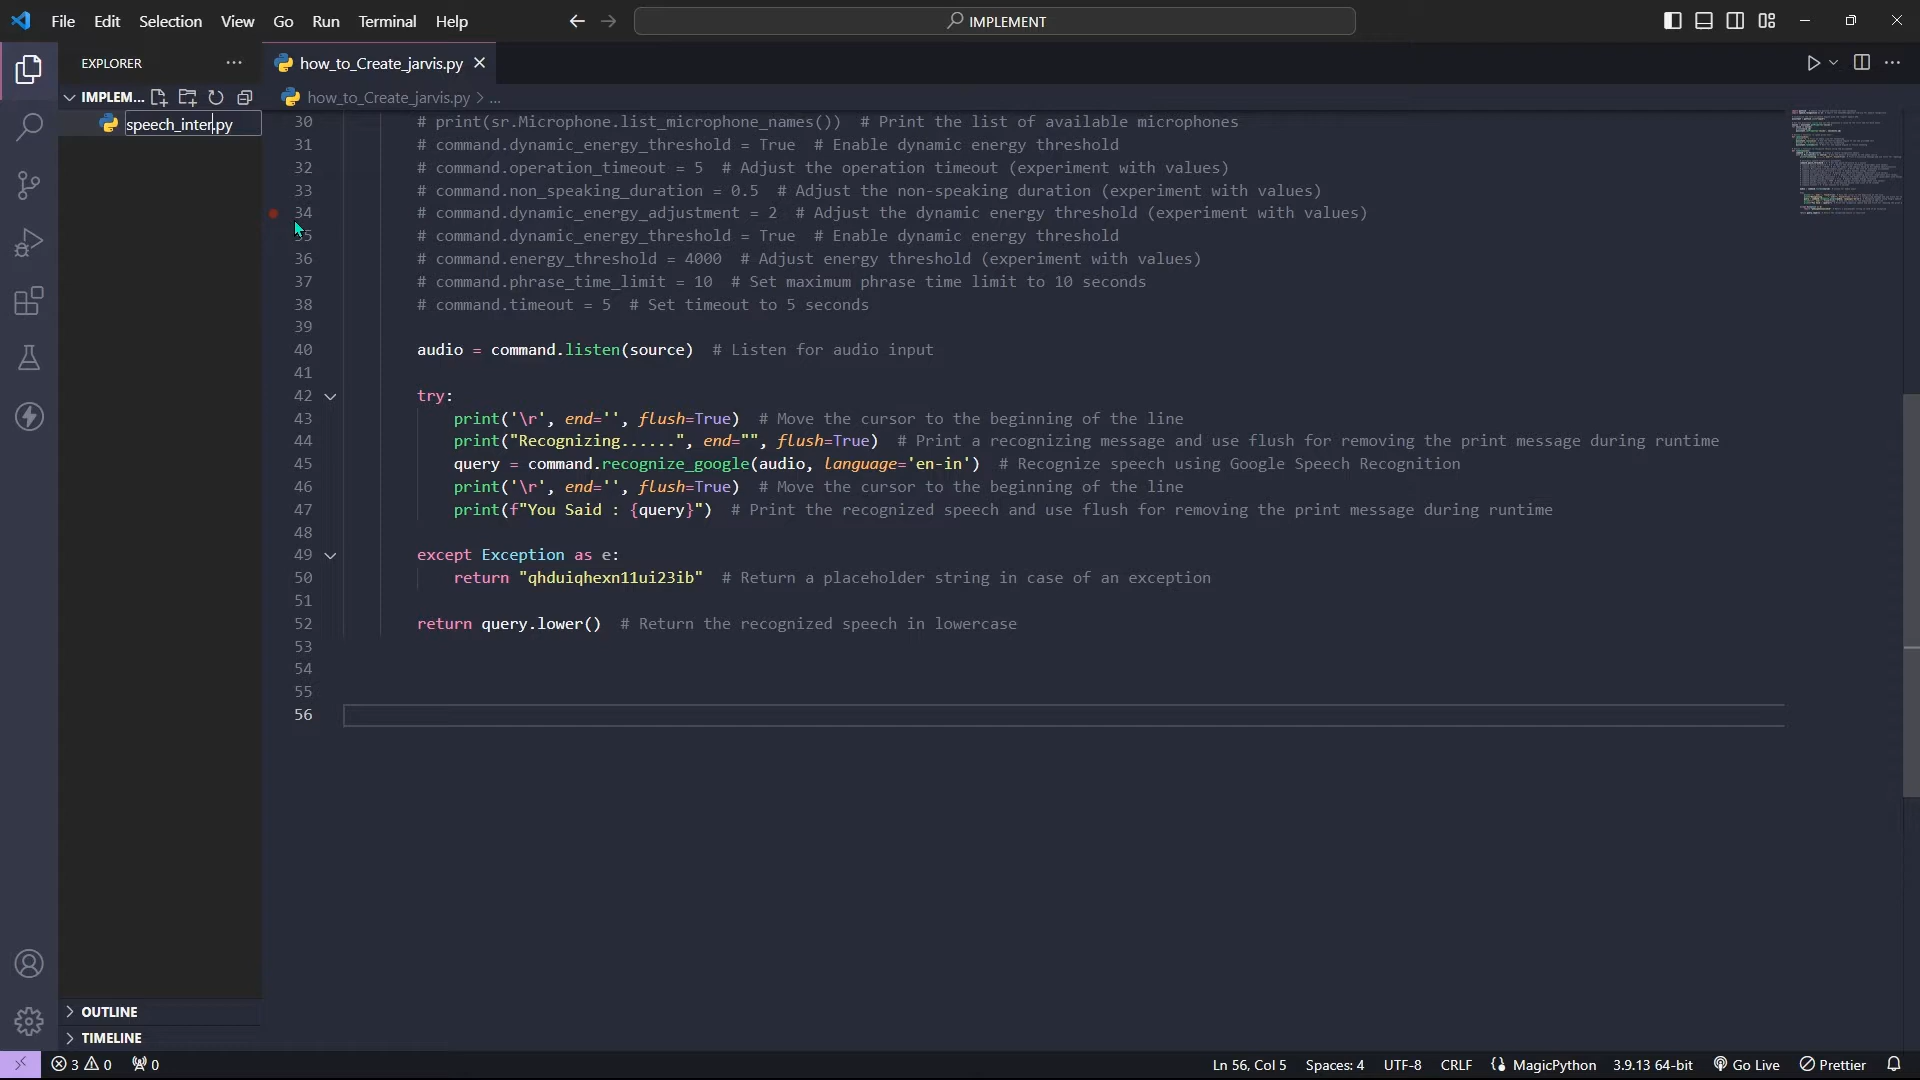 File Edit Selection View Go Run Terminal Help
IMPLEMENT
EXPLORER
how_to_Create_jarvis.py
IMPLEM...
how_to_Create_jarvis.py > ...
speech_inter.py
30 # print(sr.Microphone.list_microphone_names())  # Print the list of available microphones
31 # command.dynamic_energy_threshold = True  # Enable dynamic energy threshold
32 # command.operation_timeout = 5  # Adjust the operation timeout (experiment with values)
33 # command.non_speaking_duration = 0.5  # Adjust the non-speaking duration (experiment with values)
34 # command.dynamic_energy_adjustment = 2  # Adjust the dynamic energy threshold (experiment with values)
35 # command.dynamic_energy_threshold = True  # Enable dynamic energy threshold
36 # command.energy_threshold = 4000  # Adjust energy threshold (experiment with values)
37 # command.phrase_time_limit = 10  # Set maximum phrase time limit to 10 seconds
38 # command.timeout = 5  # Set timeout to 5 seconds
39
40 audio = command.listen(source)  # Listen for audio input
41
42 try:
43 print('\r', end='', flush=True)  # Move the cursor to the beginning of the line
44 print("Recognizing......", end="", flush=True)  # Print a recognizing message and use flush for removing the print message during runtime
45 query = command.recognize_google(audio, language='en-in')  # Recognize speech using Google Speech Recognition
46 print('\r', end='', flush=True)  # Move the cursor to the beginning of the line
47 print(f"You Said : {query}")  # Print the recognized speech and use flush for removing the print message during runtime
48
49 except Exception as e:
50 return "qhduiqhexn11ui23ib"  # Return a placeholder string in case of an exception
51
52 return query.lower()  # Return the recognized speech in lowercase
53
54
55
56
OUTLINE
TIMELINE
3 0 0 Ln 56, Col 5 Spaces: 4 UTF-8 CRLF MagicPython 3.9.13 64-bit Go Live Prettier